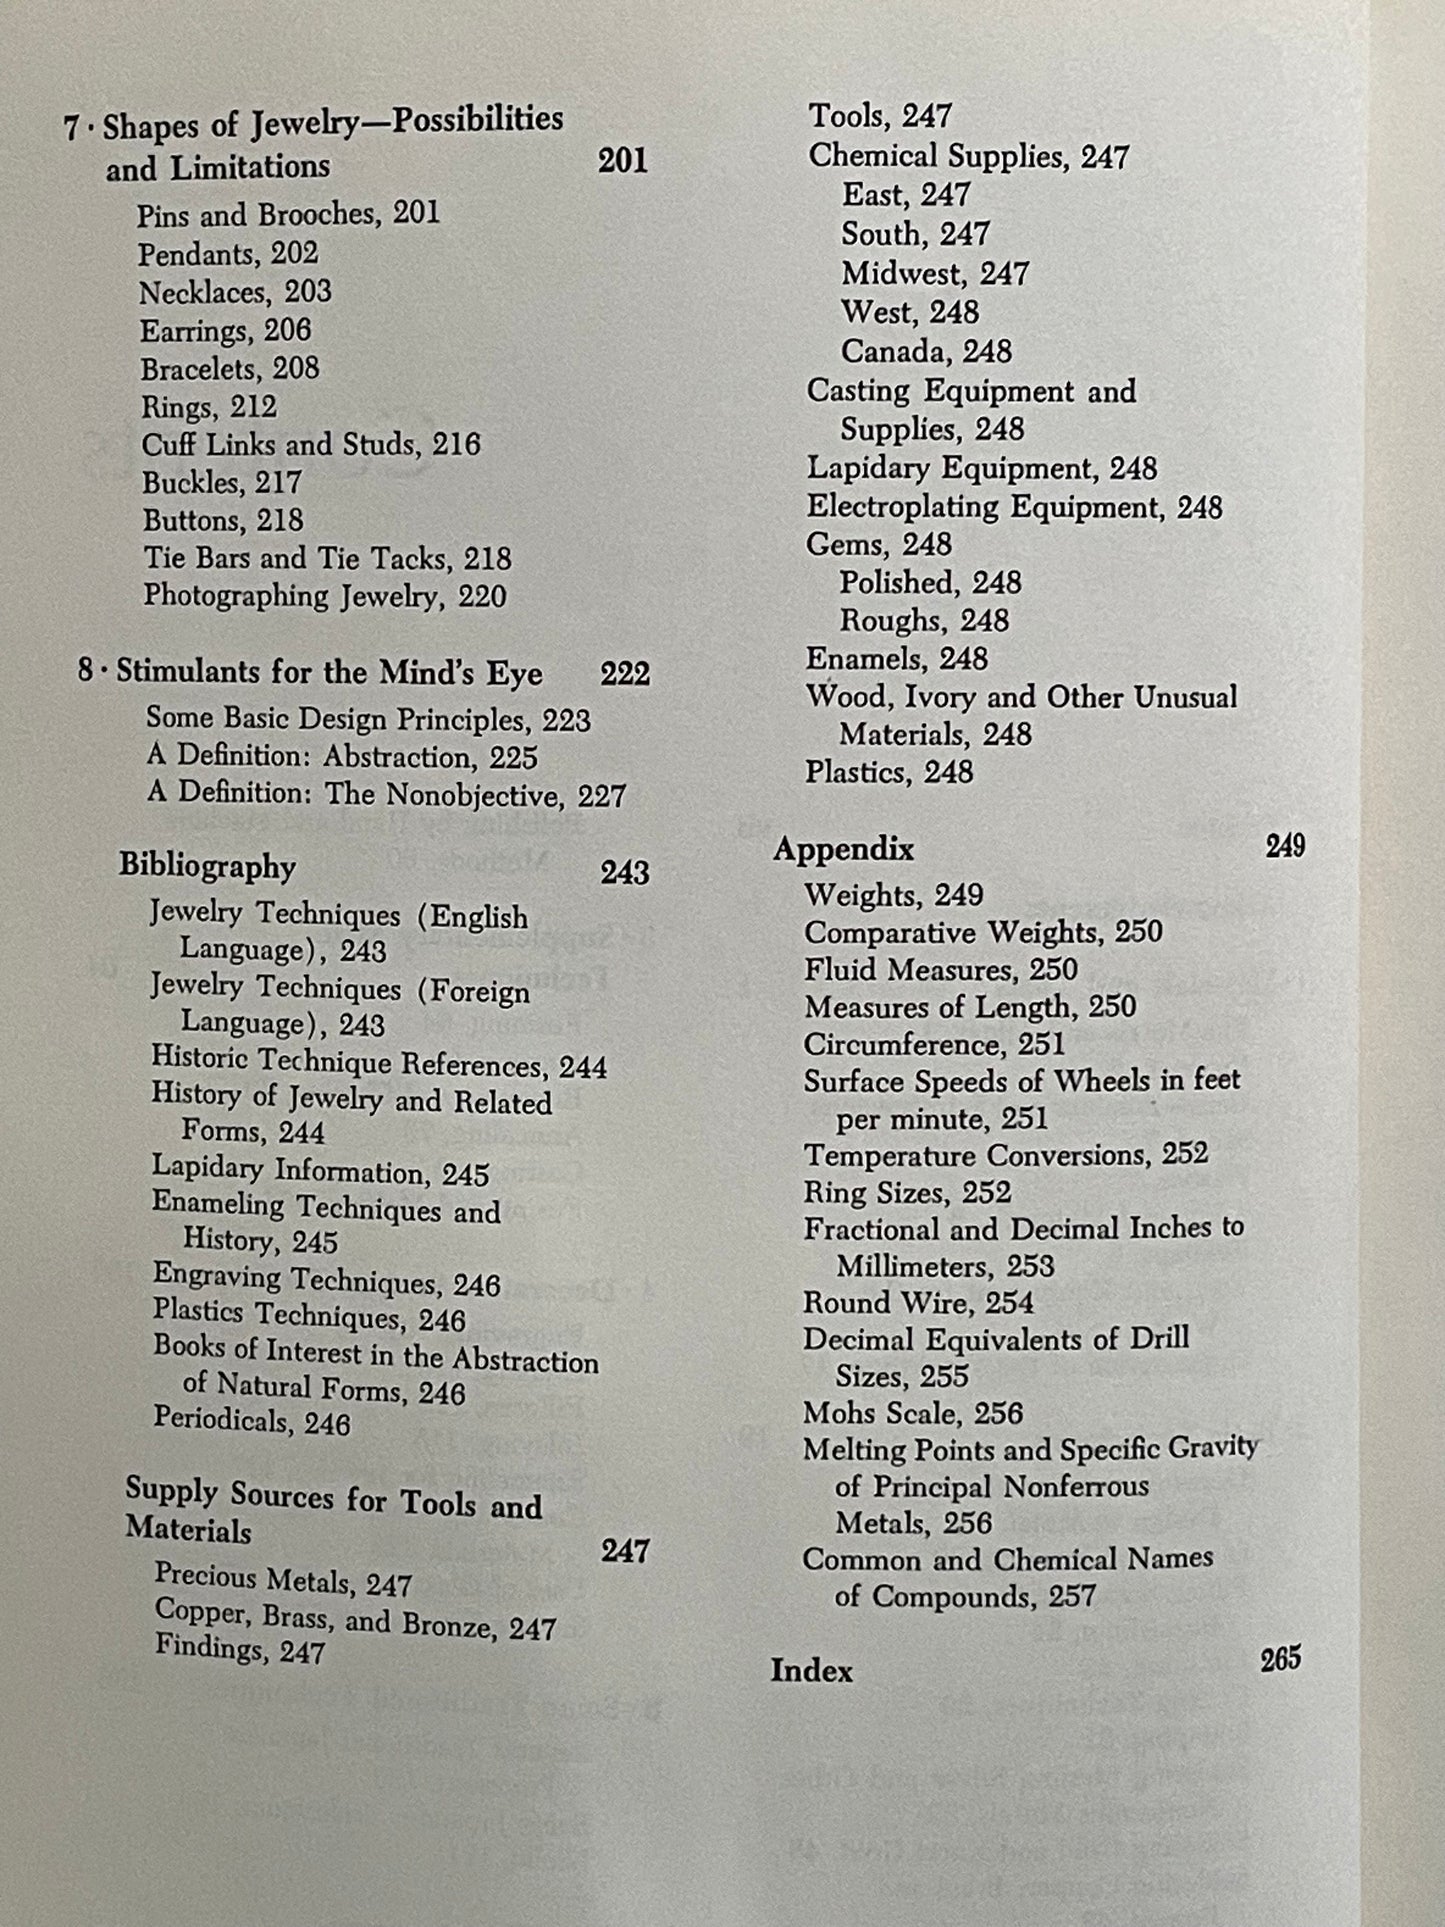 7 · Shapes of Jewelry—Possibilities
and Limitations 201
Pins and Brooches, 201
Pendants, 202
Necklaces, 203
Earrings, 206
Bracelets, 208
Rings, 212
Cuff Links and Studs, 216
Buckles, 217
Buttons, 218
Tie Bars and Tie Tacks, 218
Photographing Jewelry, 220
8 · Stimulants for the Mind's Eye 222
Some Basic Design Principles, 223
A Definition: Abstraction, 225
A Definition: The Nonobjective, 227
Bibliography 243
Jewelry Techniques (English
Language), 243
Jewelry Techniques (Foreign
Language), 243
Historic Technique References, 244
History of Jewelry and Related
Forms, 244
Lapidary Information, 245
Enameling Techniques and
History, 245
Engraving Techniques, 246
Plastics Techniques, 246
Books of Interest in the Abstraction
of Natural Forms, 246
Periodicals, 246
Supply Sources for Tools and
Materials 247
Precious Metals, 247
Copper, Brass, and Bronze, 247
Findings, 247
Tools, 247
Chemical Supplies, 247
East, 247
South, 247
Midwest, 247
West, 248
Canada, 248
Casting Equipment and
Supplies, 248
Lapidary Equipment, 248
Electroplating Equipment, 248
Gems, 248
Polished, 248
Roughs, 248
Enamels, 248
Wood, Ivory and Other Unusual
Materials, 248
Plastics, 248
Appendix 249
Weights, 249
Comparative Weights, 250
Fluid Measures, 250
Measures of Length, 250
Circumference, 251
Surface Speeds of Wheels in feet
per minute, 251
Temperature Conversions, 252
Ring Sizes, 252
Fractional and Decimal Inches to
Millimeters, 253
Round Wire, 254
Decimal Equivalents of Drill
Sizes, 255
Mohs Scale, 256
Melting Points and Specific Gravity
of Principal Nonferrous
Metals, 256
Common and Chemical Names
of Compounds, 257
Index 265